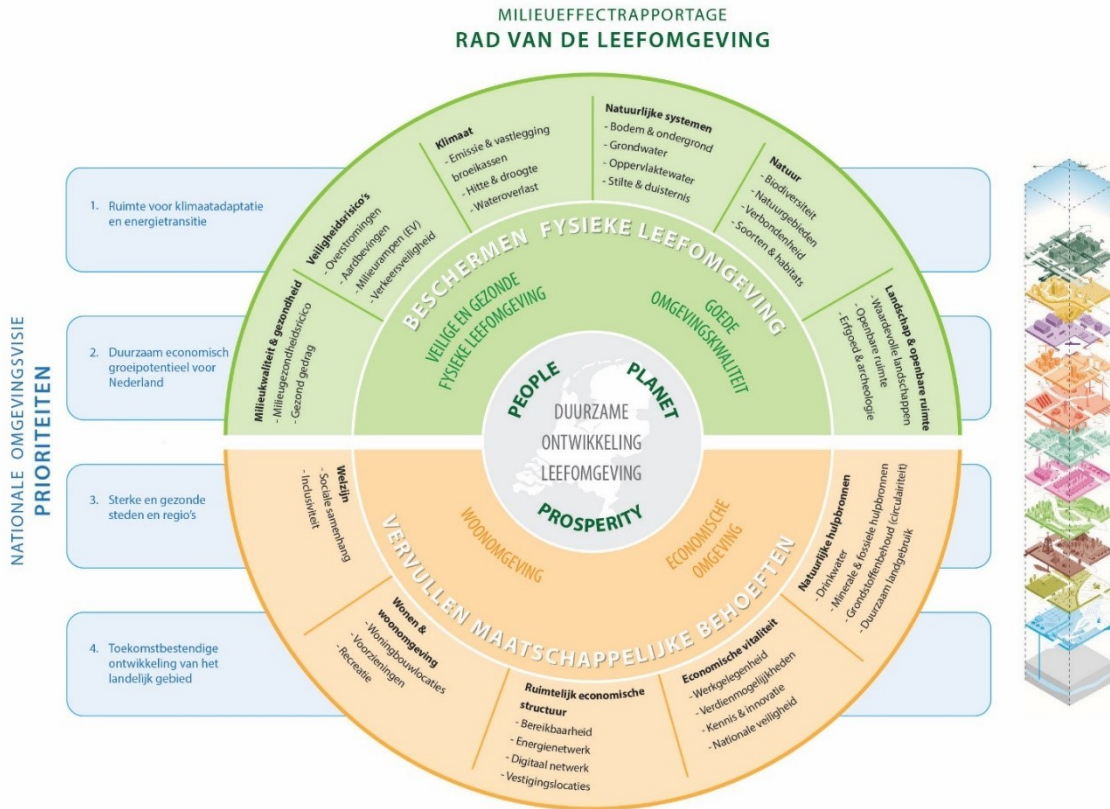 MILIEUEFFECTRAPPORTAGE
RAD VAN DE LEEFOMGEVING
NATIONALE OMGEVINGSVISIE
PRIORITEITEN
1. Ruimte voor klimaatadaptatie
en energietransitie
2. Duurzaam economisch
groeipotentieel voor
Nederland
3. Sterke en gezonde
steden en regio's
4. Toekomstbestendige
ontwikkeling van het
landelijk gebied
Milieukwaliteit & gezondheid
- Milieugezondheidsricico
- Gezond gedrag
Veiligheidsrisico's
- Overstromingen
- Aardbevingen
- Milieurampen (EV)
- Verkeersveiligheid
Klimaat
- Emissie & vastlegging
broeikassen
- Hitte & droogte
- Wateroverlast
Natuurlijke systemen
- Bodem & ondergrond
- Grondwater
- Oppervlaktewater
- Stilte & duisternis
Natuur
- Biodiversiteit
- Natuurgebieden
- Verbondenheid
- Soorten & habitats
Landschap & openbare ruimte
- Waardevolle landschappen
- Openbare ruimte
- Erfgoed & archeologie
BESCHERMEN FYSIEKE LEEFOMGEVING
VEILIGE EN GEZONDE
FYSIEKE LEEFOMGEVING
GOEDE
OMGEVINGSKWALITEIT
PEOPLE
PLANET
DUURZAME
ONTWIKKELING
LEEFOMGEVING
PROSPERITY
WOONOMGEVING
ECONOMISCHE
OMGEVING
VERVULLEN MAATSCHAPPELIJKE BEHOEFTEN
Welzijn
- Sociale samenhang
- Inclusiviteit
Wonen &
woonomgeving
- Woningbouwlocaties
- Voorzieningen
- Recreatie
Ruimtelijk economische
structuur
- Bereikbaarheid
- Energienetwerk
- Digitaal netwerk
- Vestigingslocaties
Economische vitaliteit
- Werkgelegenheid
- Verdienmogelijkheden
- Kennis & innovatie
- Nationale veiligheid
Natuurlijke hulpbronnen
- Drinkwater
- Minerale & fossiele hulpbronnen
- Grondstoffenbehoud (circulairiteit)
- Duurzaam landgebruik